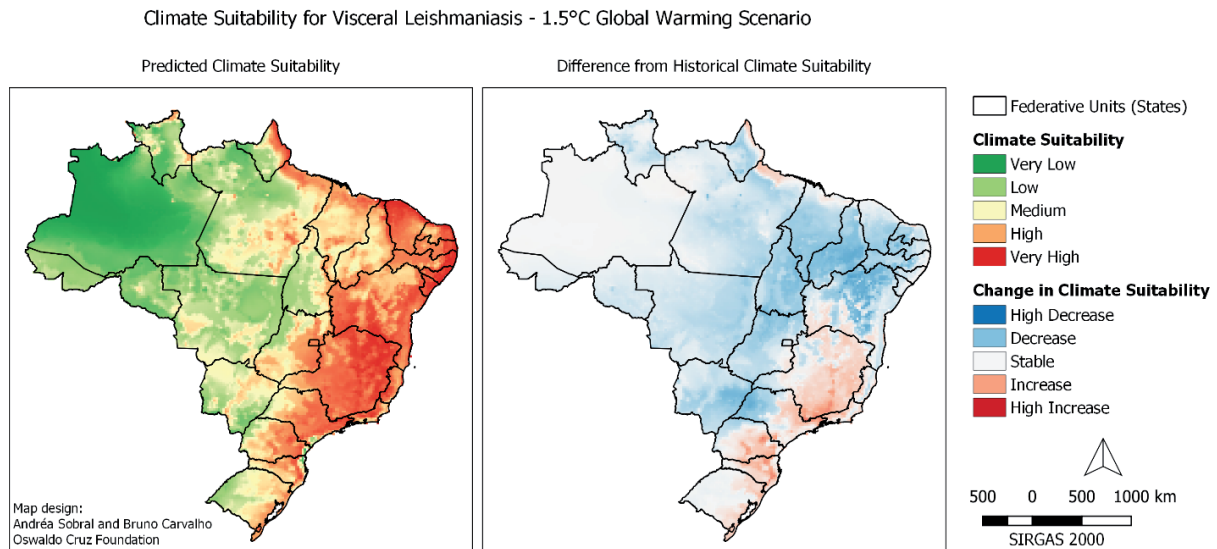 Climate Suitability for Visceral Leishmaniasis - 1.5°C Global Warming Scenario
Predicted Climate Suitability
Difference from Historical Climate Suitability
Map design:
Andréa Sobral and Bruno Carvalho
Oswaldo Cruz Foundation
Federative Units (States)
Climate Suitability
Very Low
Low
Medium
High
Very High
Change in Climate Suitability
High Decrease
Decrease
Stable
Increase
High Increase
500 0 500 1000 km
SIRGAS 2000